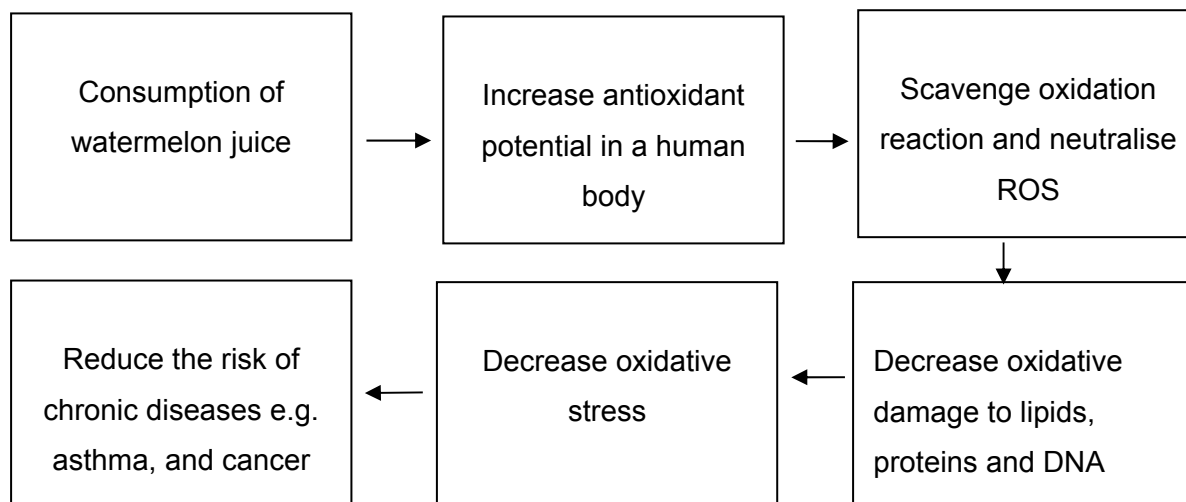 Consumption of
watermelon juice
Increase antioxidant
potential in a human
body
Scavenge oxidation
reaction and neutralise
ROS
Decrease oxidative
damage to lipids,
proteins and DNA
Decrease oxidative
stress
Reduce the risk of
chronic diseases e.g.
asthma, and cancer